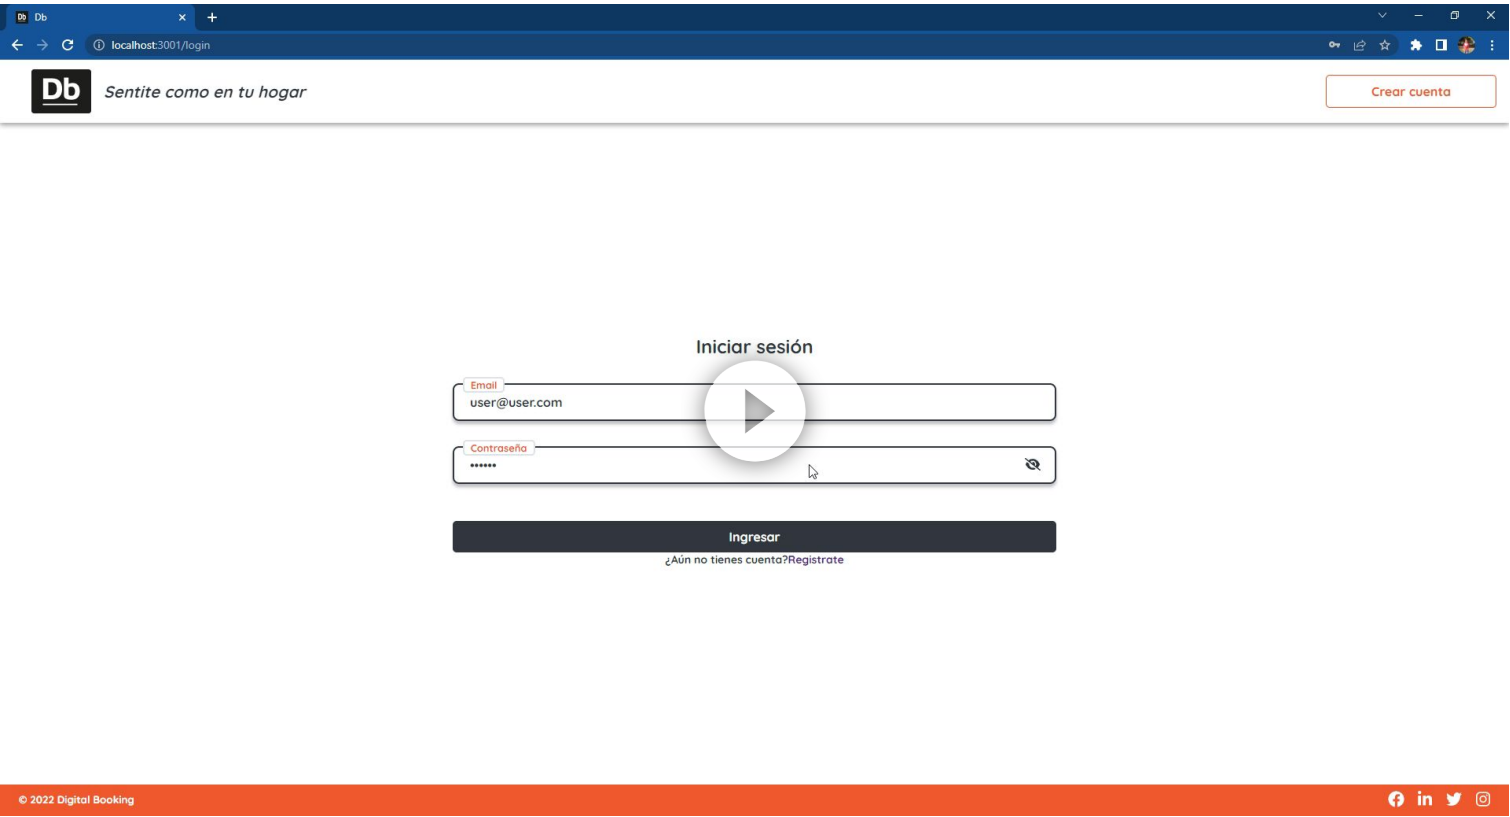 Db
localhost:3001/login
Db Sentite como en tu hogar
Crear cuenta
Iniciar sesión
Email
user@user.com
Contraseña
••••••
Ingresar
¿Aún no tienes cuenta?Registrate
© 2022 Digital Booking